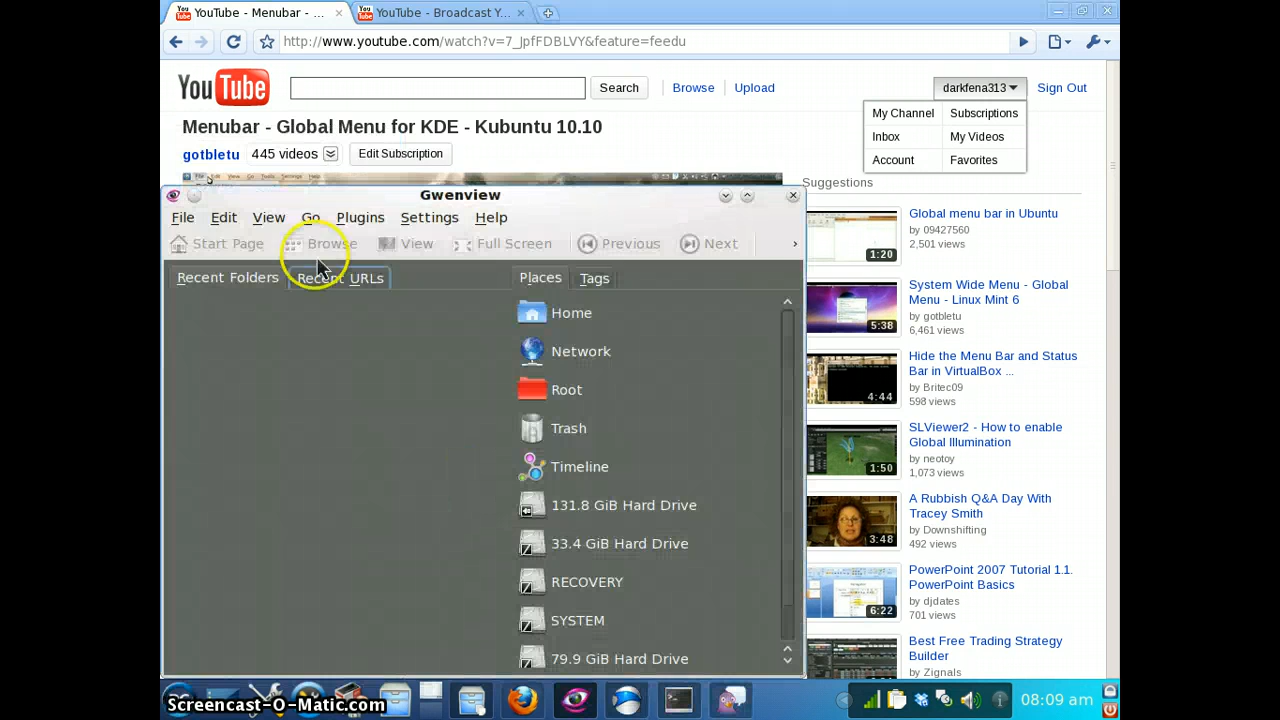 YouTube - Menubar - ...
YouTube - Broadcast Y...
http://www.youtube.com/watch?v=7_JpfFDBLVY&feature=feedu
YouTube
Search
Browse
Upload
darkfena313
Sign Out
My Channel
Subscriptions
Inbox
My Videos
Account
Favorites
Menubar - Global Menu for KDE - Kubuntu 10.10
gotbletu
445 videos
Edit Subscription
Suggestions
Gwenview
File Edit View Go Plugins Settings Help
Start Page Browse View Full Screen Previous Next
Recent Folders
Recent URLs
Places
Tags
Home
Network
Root
Trash
Timeline
131.8 GiB Hard Drive
33.4 GiB Hard Drive
RECOVERY
SYSTEM
79.9 GiB Hard Drive
1:20
Global menu bar in Ubuntu
by 09427560
2,501 views
5:38
System Wide Menu - Global
Menu - Linux Mint 6
by gotbletu
6,461 views
4:44
Hide the Menu Bar and Status
Bar in VirtualBox ...
by Britec09
598 views
1:50
SLViewer2 - How to enable
Global Illumination
by neotoy
1,073 views
3:48
A Rubbish Q&A Day With
Tracey Smith
by Downshifting
492 views
6:22
PowerPoint 2007 Tutorial 1.1.
PowerPoint Basics
by djdates
701 views
Best Free Trading Strategy
Builder
by Zignals
Screencast-O-Matic.com
08:09 am